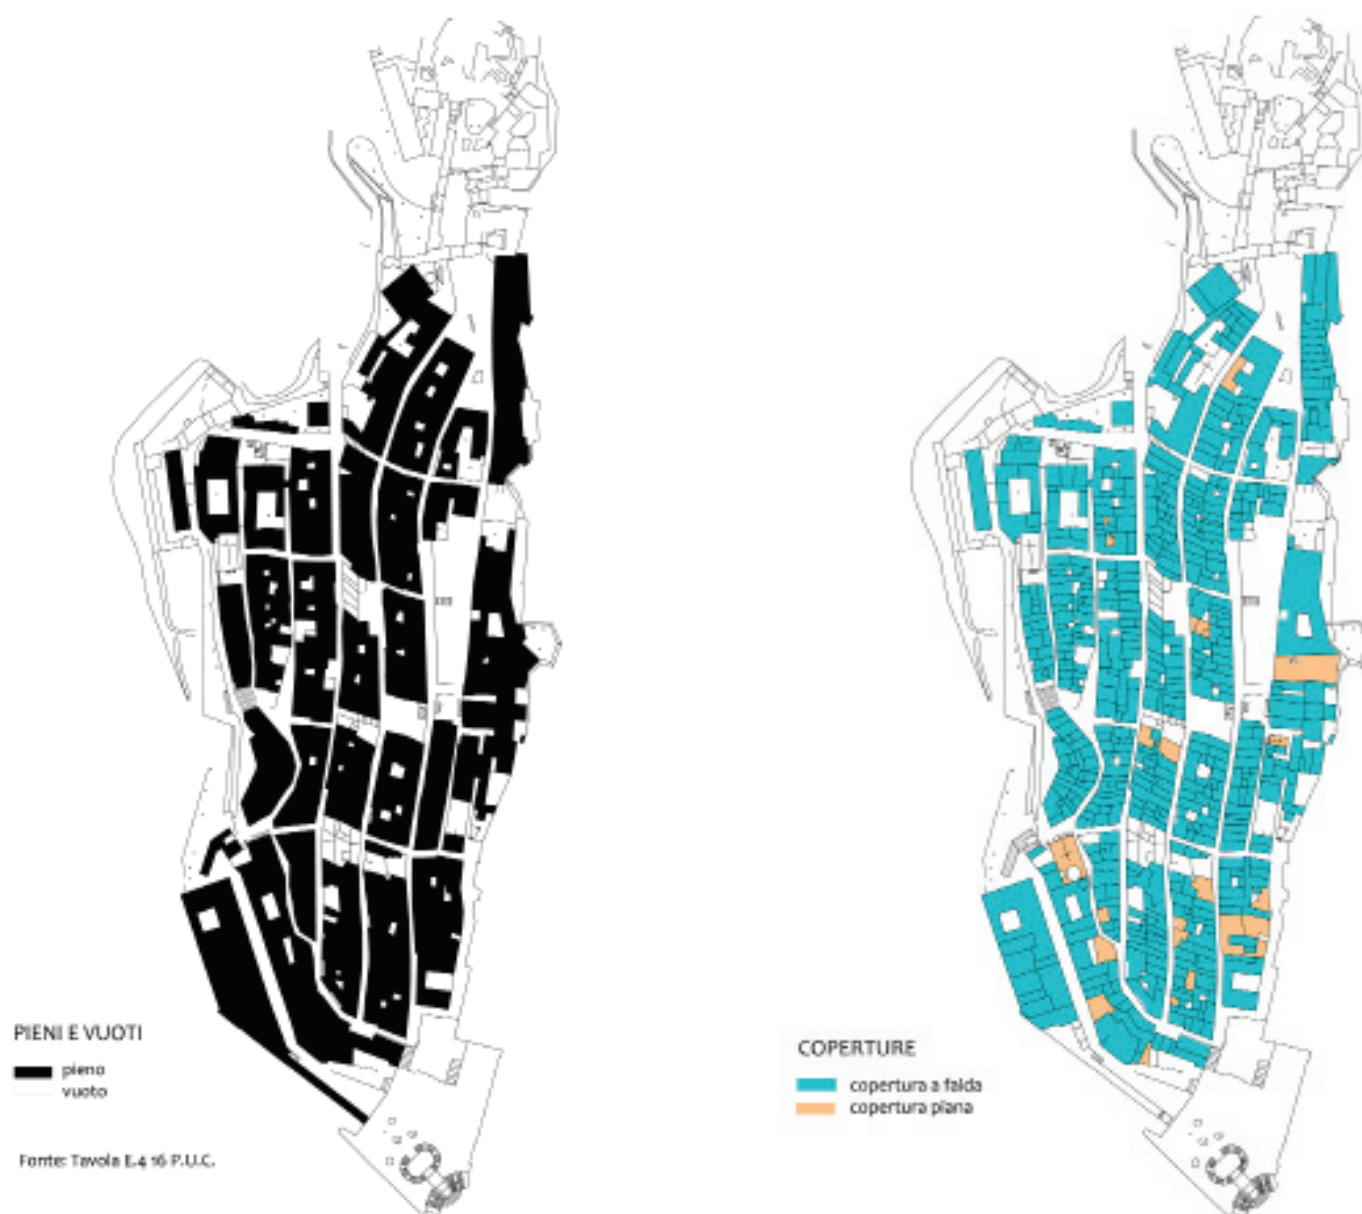 PIENI E VUOTI
pieno
vuoto
Fonte: Tavola E.4 16 P.U.C.
COPERTURE
copertura a falda
copertura piana